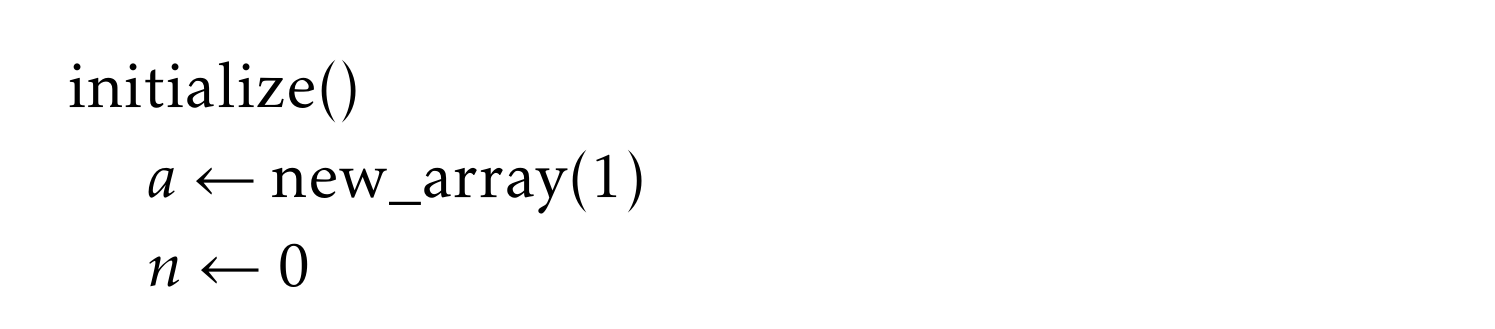 initialize()
a ← new_array(1)
n ← 0